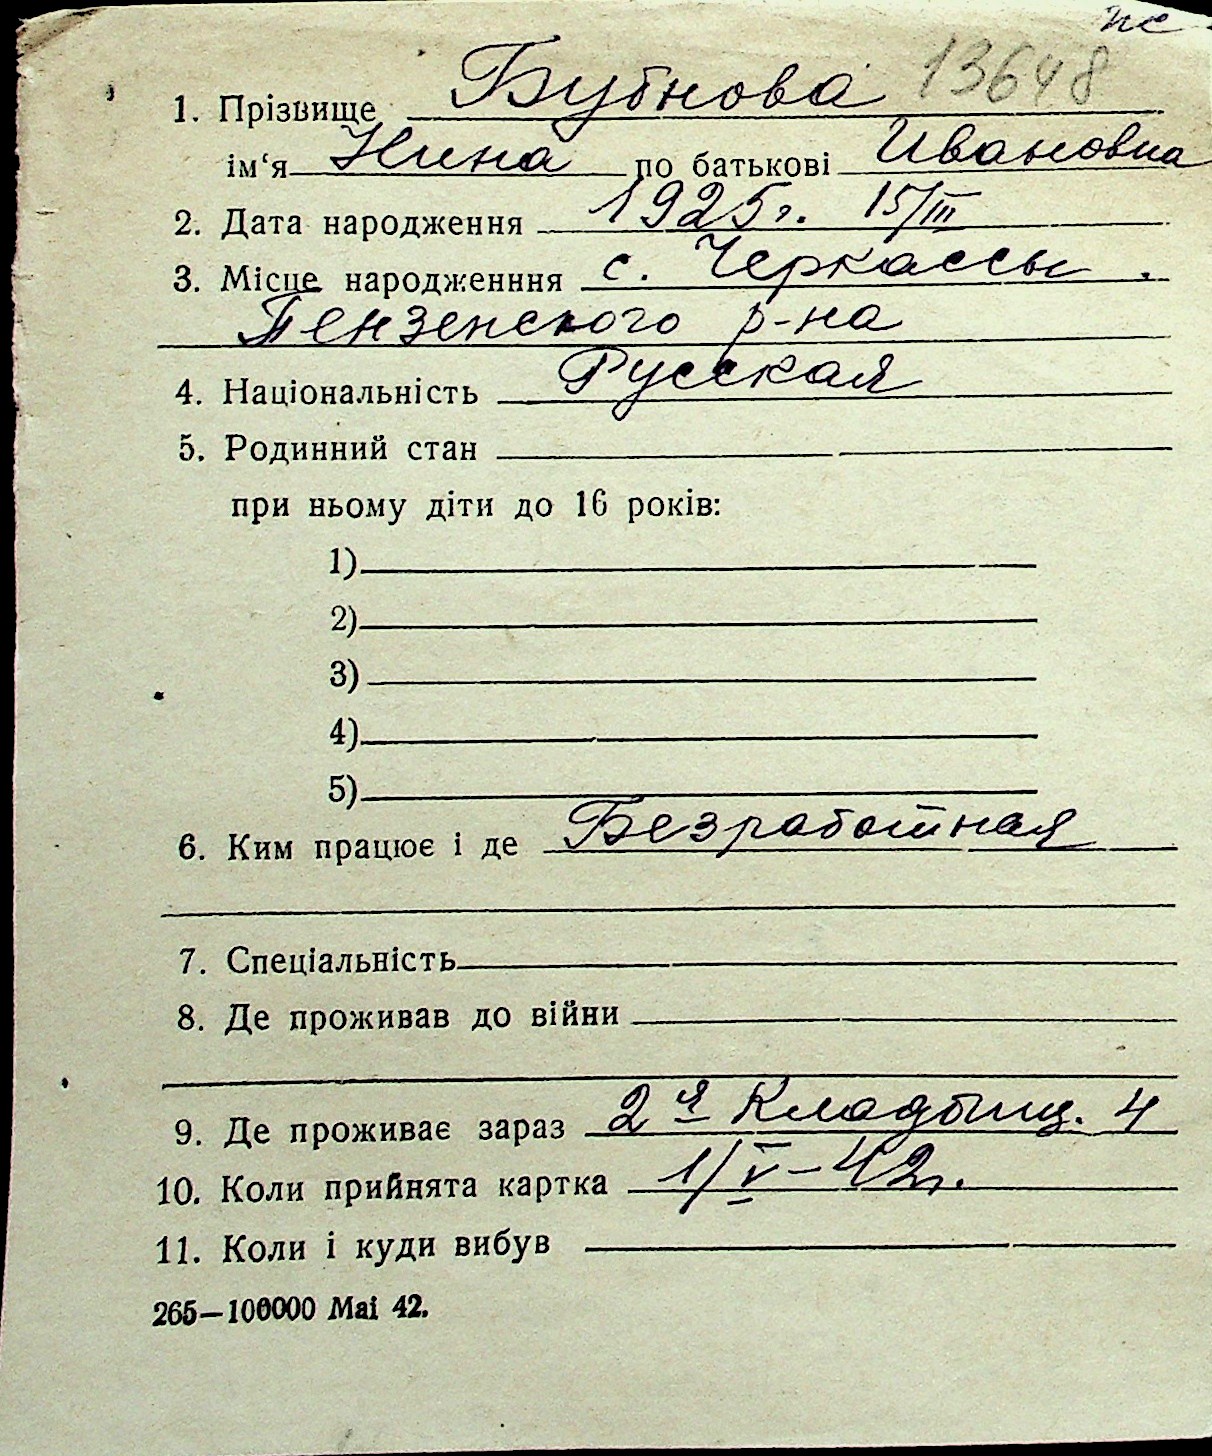 пс-
13648
1. Прізвище Бубнова
ім‘я Нина по батькові Ивановна
2. Дата народження 1925 г. 15/III
3. Місце народженння с. Черкассы.
Пензенского р-на
4. Національність Русская
5. Родинний стан
при ньому діти до 16 років:
1)
2)
3)
4)
5)
6. Ким працює і де Безработная
7. Спеціальність
8. Де проживав до війни
9. Де проживає зараз 2я Кладбищ. 4
10. Коли прийнята картка 1/V-42г.
11. Коли і куди вибув
265—100000 Mai 42.